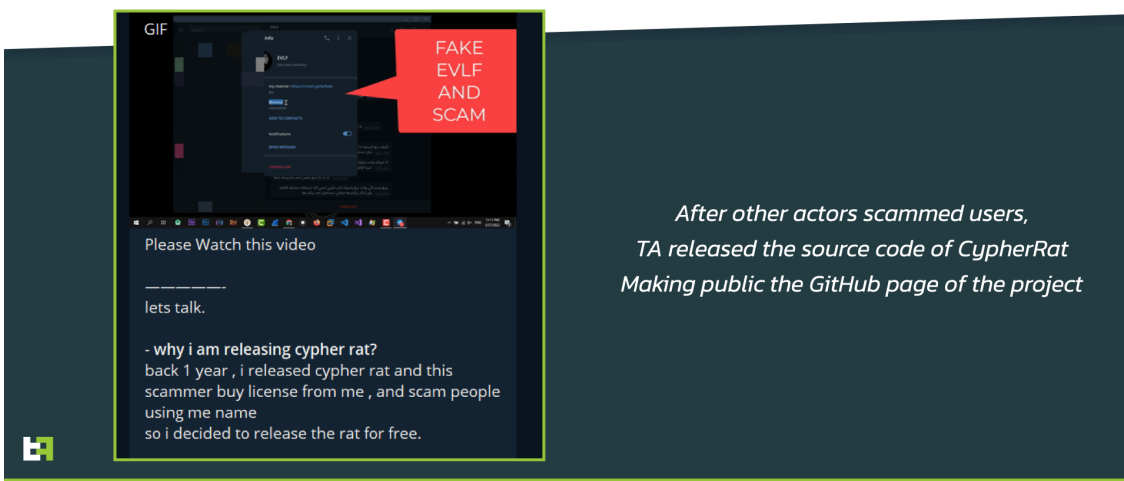 GIF
Info
EVLF
my channel https://t.me/cypherRat
ADD TO CONTACTS
Notifications
SEND MESSAGE
FAKE
EVLF
AND
SCAM
Please Watch this video
—————-
lets talk.
- why i am releasing cypher rat?
back 1 year , i released cypher rat and this
scammer buy license from me , and scam people
using me name
so i decided to release the rat for free.
After other actors scammed users,
TA released the source code of CypherRat
Making public the GitHub page of the project